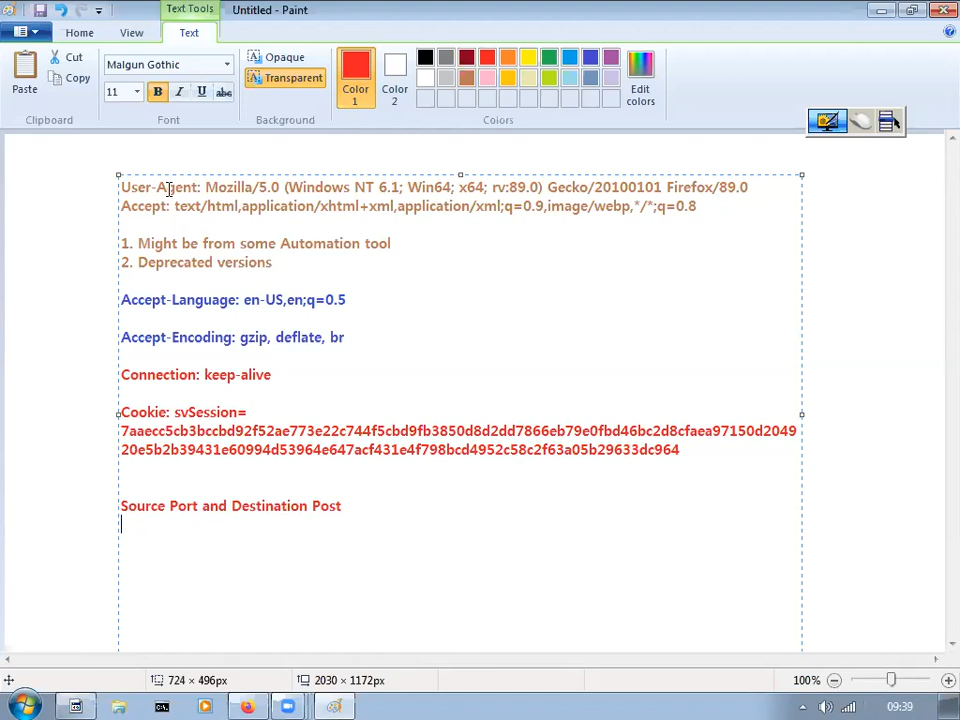 Text Tools
Untitled - Paint
Home View Text
Paste
Cut
Copy
Clipboard
Malgun Gothic
11
B I U abc
Font
Opaque
Transparent
Background
Color 1
Color 2
Edit colors
Colors
User-Agent: Mozilla/5.0 (Windows NT 6.1; Win64; x64; rv:89.0) Gecko/20100101 Firefox/89.0
Accept: text/html,application/xhtml+xml,application/xml;q=0.9,image/webp,*/*;q=0.8
1. Might be from some Automation tool
2. Deprecated versions
Accept-Language: en-US,en;q=0.5
Accept-Encoding: gzip, deflate, br
Connection: keep-alive
Cookie: svSession=
7aaecc5cb3bccbd92f52ae773e22c744f5cbd9fb3850d8d2dd7866eb79e0fbd46bc2d8cfaea97150d2049
20e5b2b39431e60994d53964e647acf431e4f798bcd4952c58c2f63a05b29633dc964
Source Port and Destination Post
724 × 496px
2030 × 1172px
100%
09:39